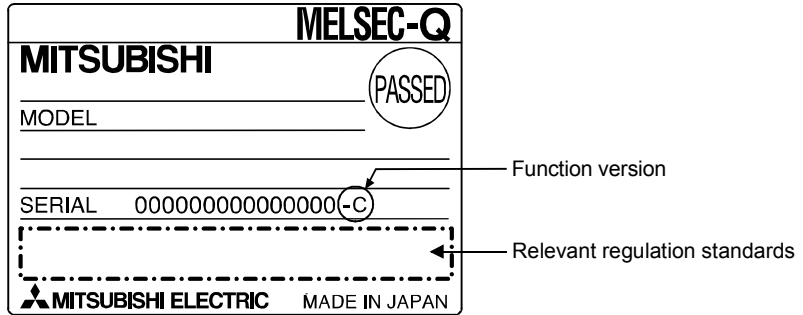 MELSEC-Q
MITSUBISHI
PASSED
MODEL
Function version
SERIAL 000000000000000-C
Relevant regulation standards
MITSUBISHI ELECTRIC MADE IN JAPAN